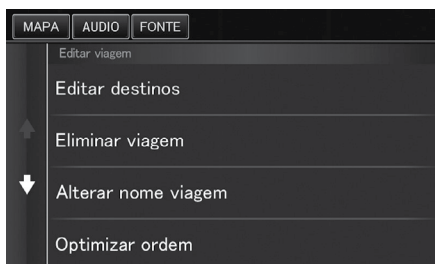 MAPA AUDIO FONTE
Editar viagem
Editar destinos
Eliminar viagem
Alterar nome viagem
Optimizar ordem